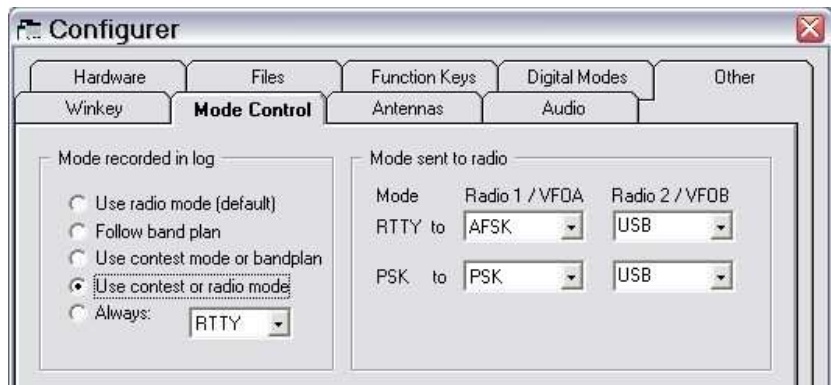 Configurer
Hardware Files Function Keys Digital Modes Other
Winkey Mode Control Antennas Audio
Mode recorded in log
Use radio mode (default)
Follow band plan
Use contest mode or bandplan
Use contest or radio mode
Always: RTTY
Mode sent to radio
Mode Radio 1 / VFOA Radio 2 / VFOB
RTTY to AFSK USB
PSK to PSK USB